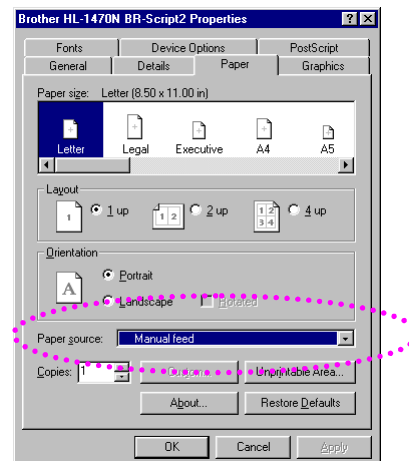 Brother HL-1470N BR-Script2 Properties
Fonts Device Options PostScript
General Details Paper Graphics
Paper size: Letter (8.50 x 11.00 in)
Letter Legal Executive A4 A5
Layout
1 1 up 1 2 2 up 1 2 3 4 4 up
Orientation
A Portrait
Landscape Rotated
Paper source: Manual feed
Copies: 1 Custom... Unprintable Area...
About... Restore Defaults
OK Cancel Apply